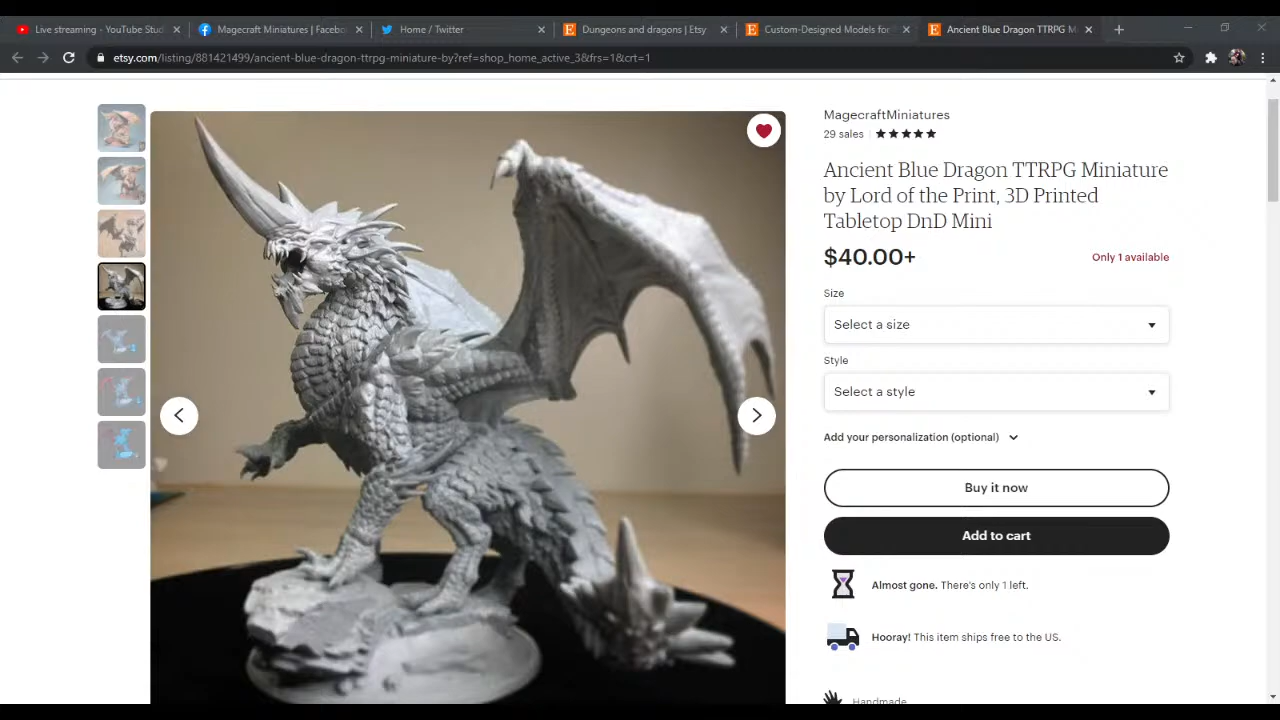 Live streaming - YouTube Stud
Magecraft Miniatures | Facebo
Home / Twitter
Dungeons and dragons | Etsy
Custom-Designed Models for
Ancient Blue Dragon TTRPG M
etsy.com/listing/881421499/ancient-blue-dragon-ttrpg-miniature-by?ref=shop_home_active_3&frs=1&crt=1
MagecraftMiniatures
29 sales
Ancient Blue Dragon TTRPG Miniature
by Lord of the Print, 3D Printed
Tabletop DnD Mini
$40.00+
Only 1 available
Size
Select a size
Style
Select a style
Add your personalization (optional)
Buy it now
Add to cart
Almost gone. There's only 1 left.
Hooray! This item ships free to the US.
Handmade